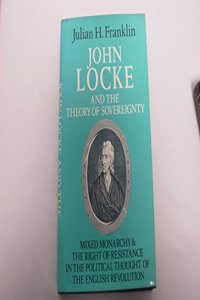 Julian H. Franklin
JOHN
LOCKE
AND THE
THEORY OF SOVEREIGNTY
MIXED MONARCHY &
THE RIGHT OF RESISTANCE
IN THE POLITICAL THOUGHT OF
THE ENGLISH REVOLUTION